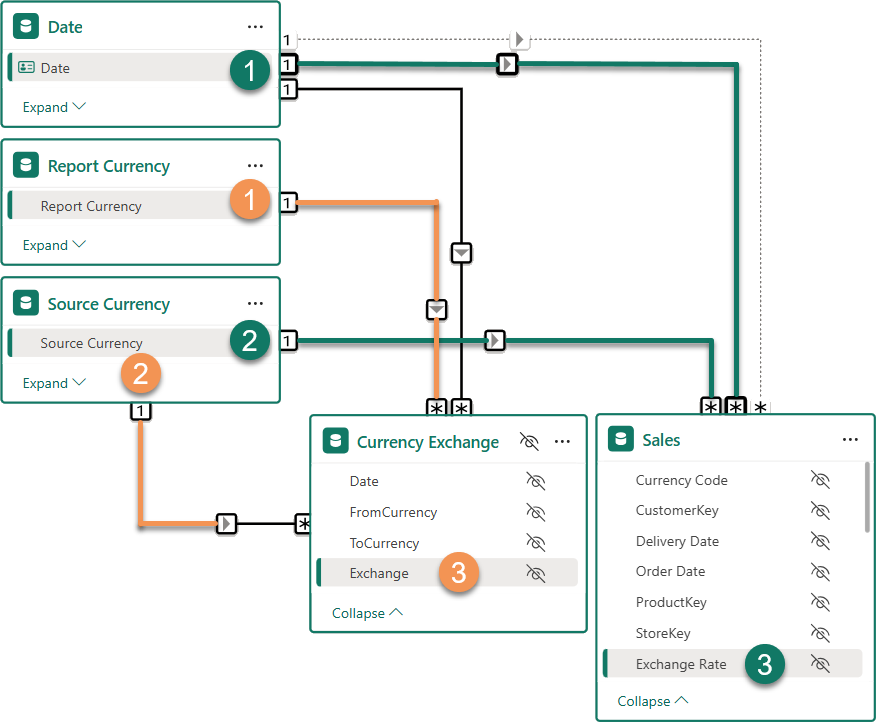 Date
...
Date
1
Expand
1
1
1
Report Currency
...
Report Currency
1
Expand
1
Source Currency
...
Source Currency
2
2
Expand
1
1
* *
* * *
*
Currency Exchange
...
Date
FromCurrency
ToCurrency
Exchange
3
Collapse
Sales
...
Currency Code
CustomerKey
Delivery Date
Order Date
ProductKey
StoreKey
Exchange Rate
3
Collapse